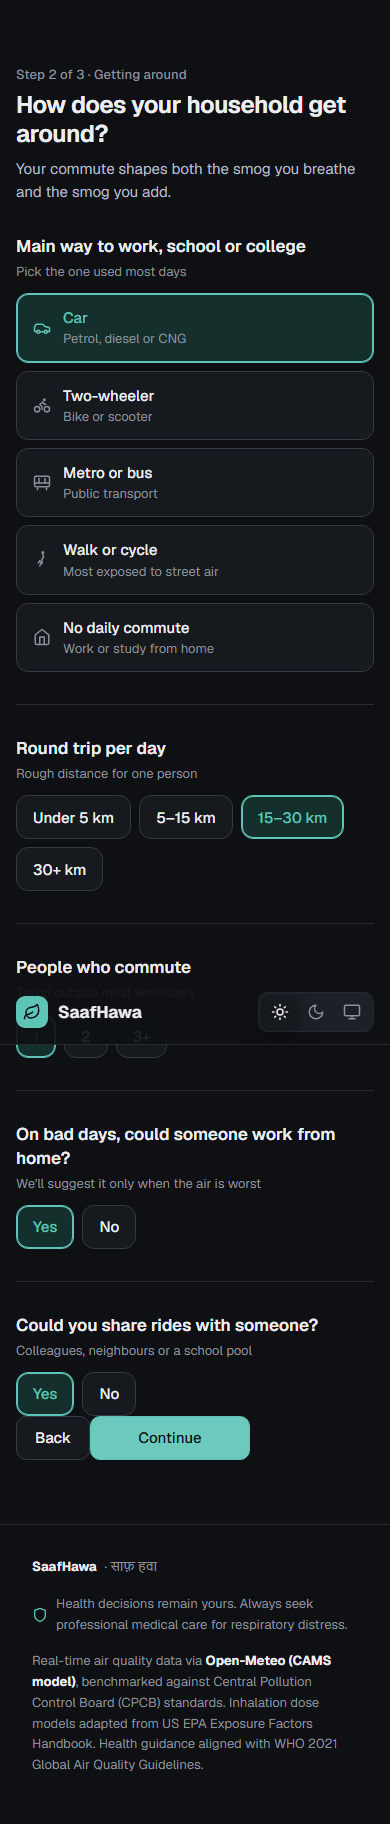 Step 2 of 3 · Getting around
How does your household get
around?
Your commute shapes both the smog you breathe
and the smog you add.
Main way to work, school or college
Pick the one used most days
Car
Petrol, diesel or CNG
Two-wheeler
Bike or scooter
Metro or bus
Public transport
Walk or cycle
Most exposed to street air
No daily commute
Work or study from home
Round trip per day
Rough distance for one person
Under 5 km
5–15 km
15–30 km
30+ km
People who commute
Travel outside most weekdays
SaafHawa
1
2
3+
On bad days, could someone work from
home?
We'll suggest it only when the air is worst
Yes
No
Could you share rides with someone?
Colleagues, neighbours or a school pool
Yes
No
Back
Continue
SaafHawa · साफ़ हवा
Health decisions remain yours. Always seek
professional medical care for respiratory distress.
Real-time air quality data via Open-Meteo (CAMS
model), benchmarked against Central Pollution
Control Board (CPCB) standards. Inhalation dose
models adapted from US EPA Exposure Factors
Handbook. Health guidance aligned with WHO 2021
Global Air Quality Guidelines.